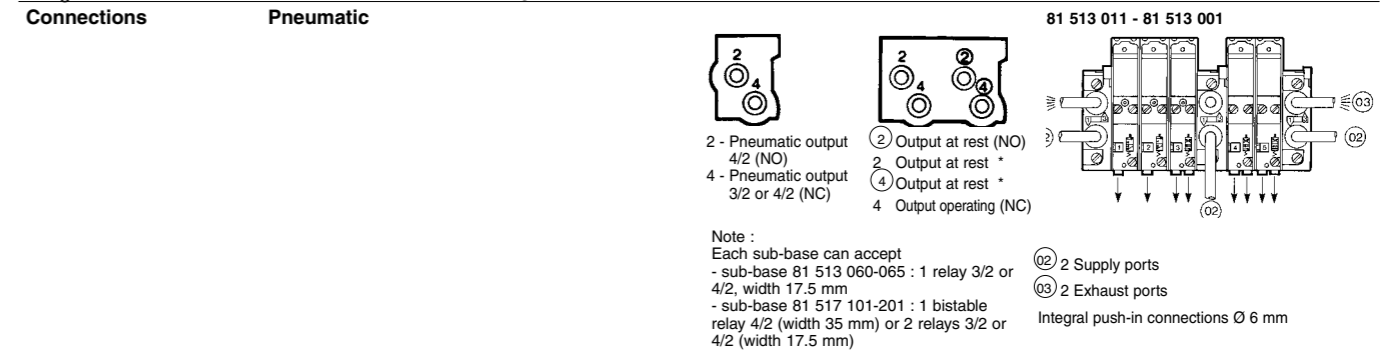 Connections
Pneumatic
2
4
2 - Pneumatic output
4/2 (NO)
4 - Pneumatic output
3/2 or 4/2 (NC)
2
2
4
4
2 Output at rest (NO)
2 Output at rest *
4 Output at rest *
4 Output operating (NC)
Note :
Each sub-base can accept
- sub-base 81 513 060-065 : 1 relay 3/2 or
4/2, width 17.5 mm
- sub-base 81 517 101-201 : 1 bistable
relay 4/2 (width 35 mm) or 2 relays 3/2 or
4/2 (width 17.5 mm)
81 513 011 - 81 513 001
03
02
1
2
3
4
5
02
02 2 Supply ports
03 2 Exhaust ports
Integral push-in connections Ø 6 mm